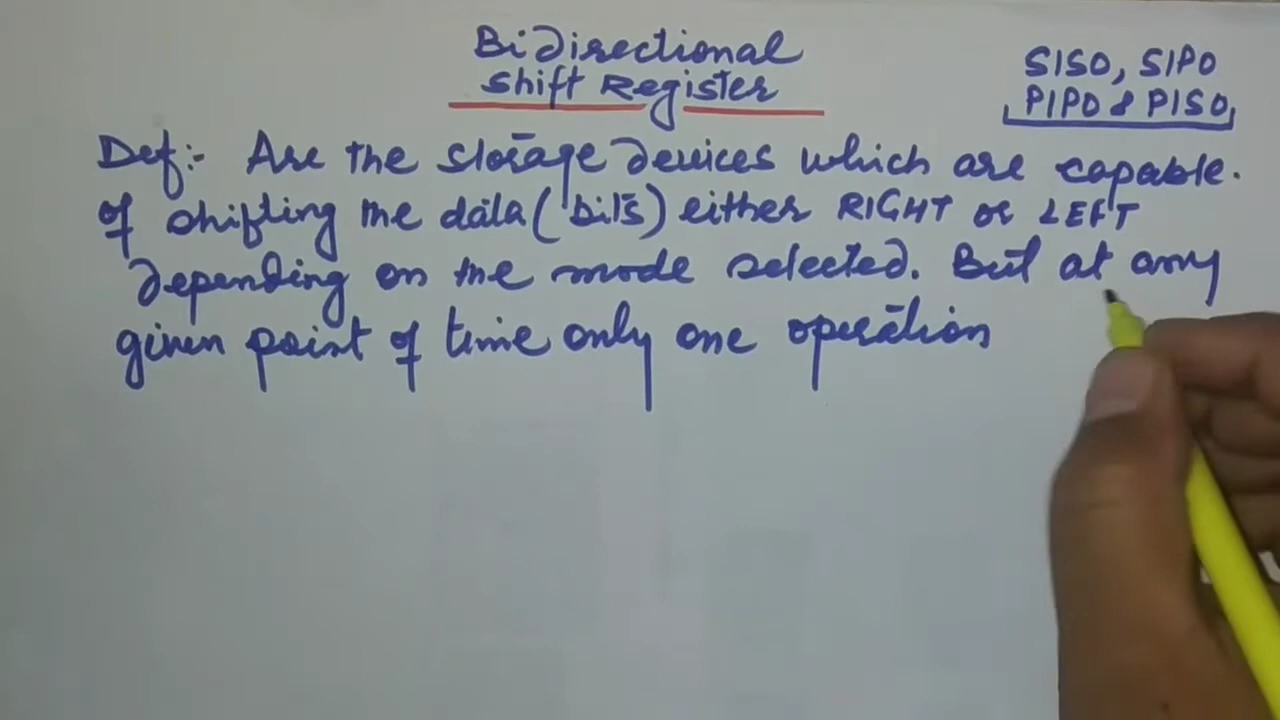 Bidirectional
Shift Register
SISO, SIPO
PIPO & PISO
Def:- Are the storage devices which are capable.
of shifting the data (bits) either RIGHT or LEFT
depending on the mode selected. But at any
given point of time only one operation